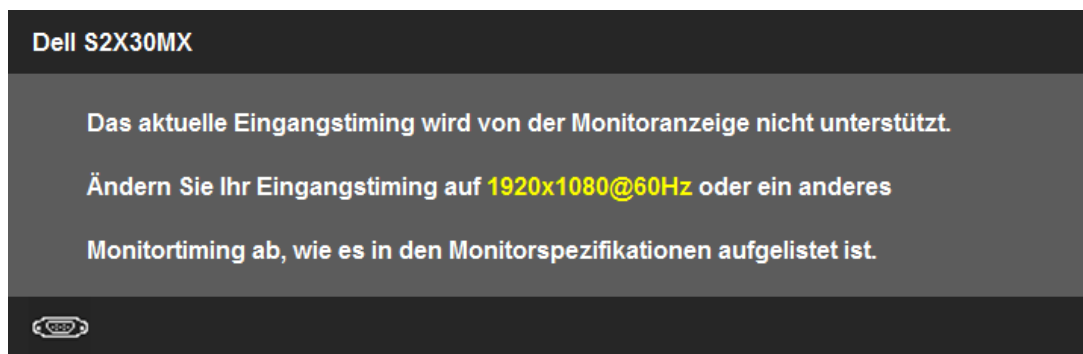 Dell S2X30MX
Das aktuelle Eingangstiming wird von der Monitoranzeige nicht unterstützt.
Ändern Sie Ihr Eingangstiming auf 1920x1080@60Hz oder ein anderes
Monitortiming ab, wie es in den Monitorspezifikationen aufgelistet ist.